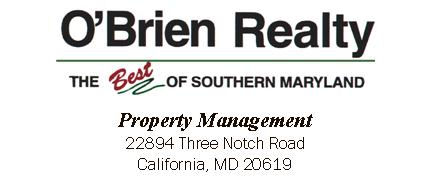 O'Brien Realty
THE Best OF SOUTHERN MARYLAND
Property Management
22894 Three Notch Road
California, MD 20619